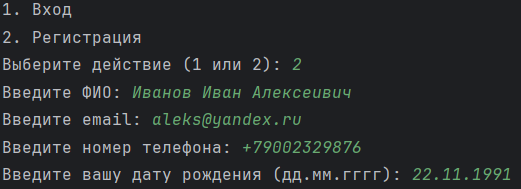 1. Вход
2. Регистрация
Выберите действие (1 или 2): 2
Введите ФИО: Иванов Иван Алексеивич
Введите email: aleks@yandex.ru
Введите номер телефона: +79002329876
Введите вашу дату рождения (дд.мм.гггг): 22.11.1991